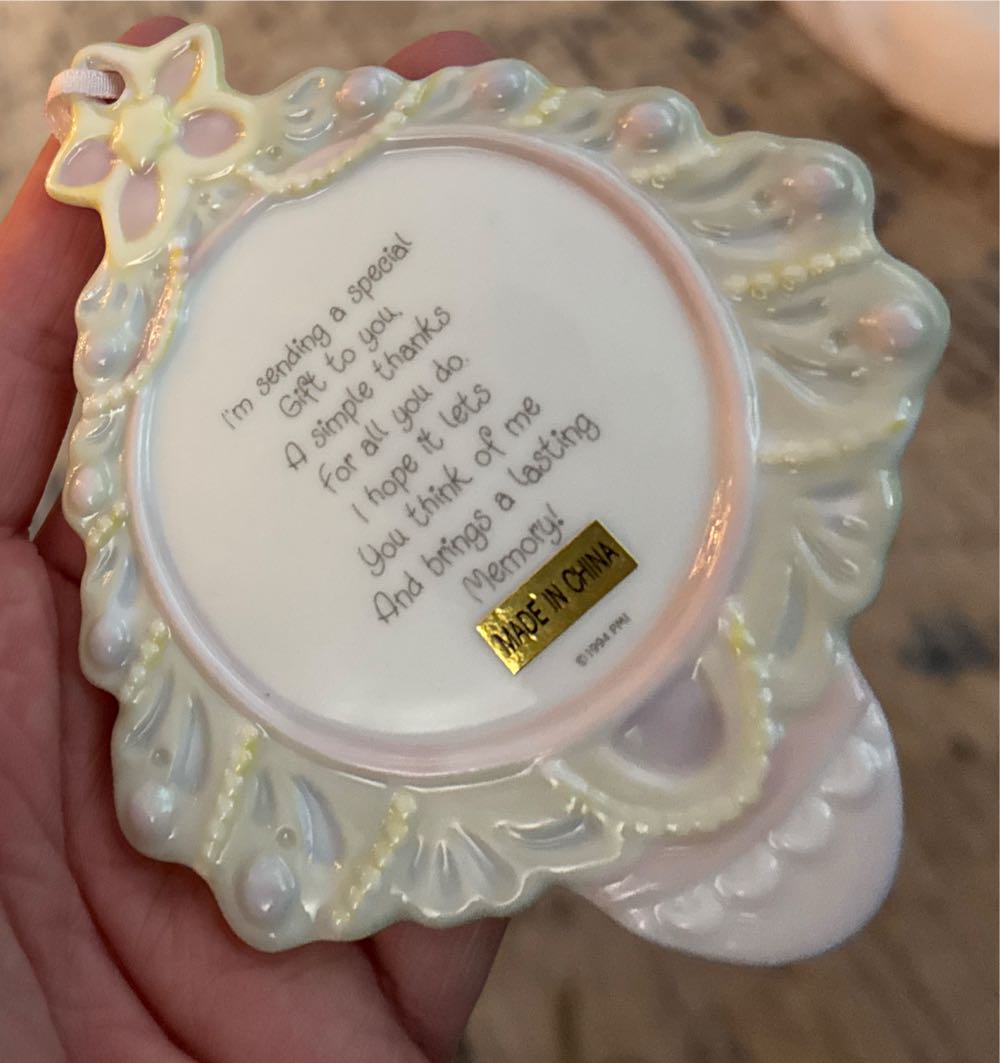 I'm sending a special
Gift to you,
A simple thanks
For all you do.
I hope it lets
You think of me
And brings a lasting
Memory!
MADE IN CHINA
©1994 PMI